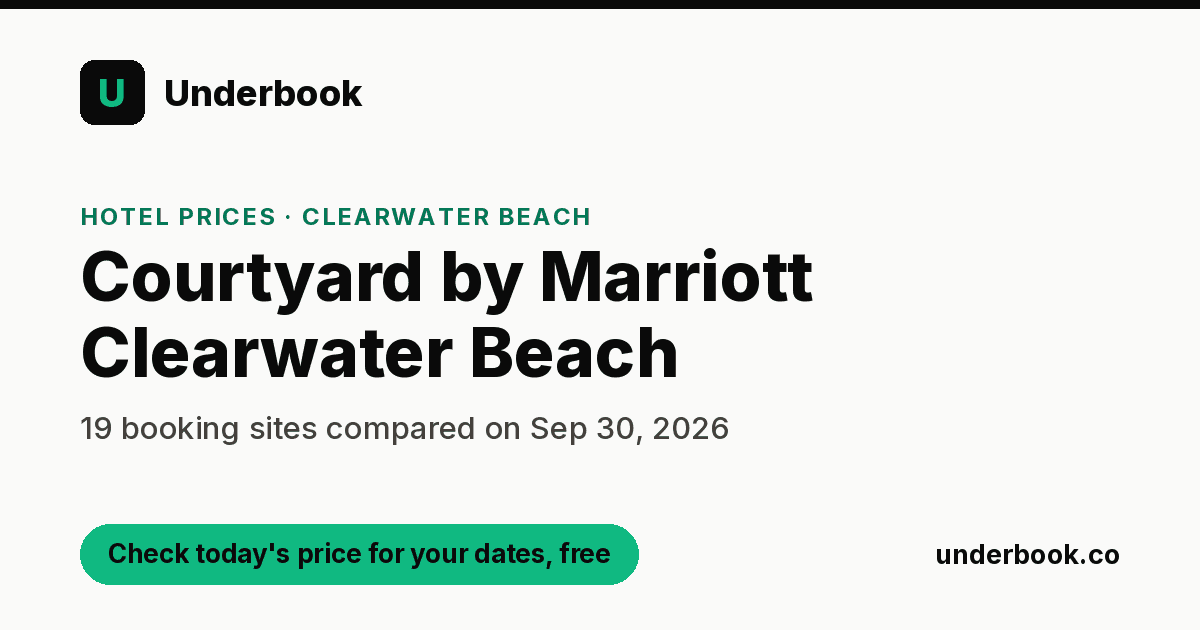 U Underbook
HOTEL PRICES · CLEARWATER BEACH
Courtyard by Marriott
Clearwater Beach
19 booking sites compared on Sep 30, 2026
Check today's price for your dates, free
underbook.co